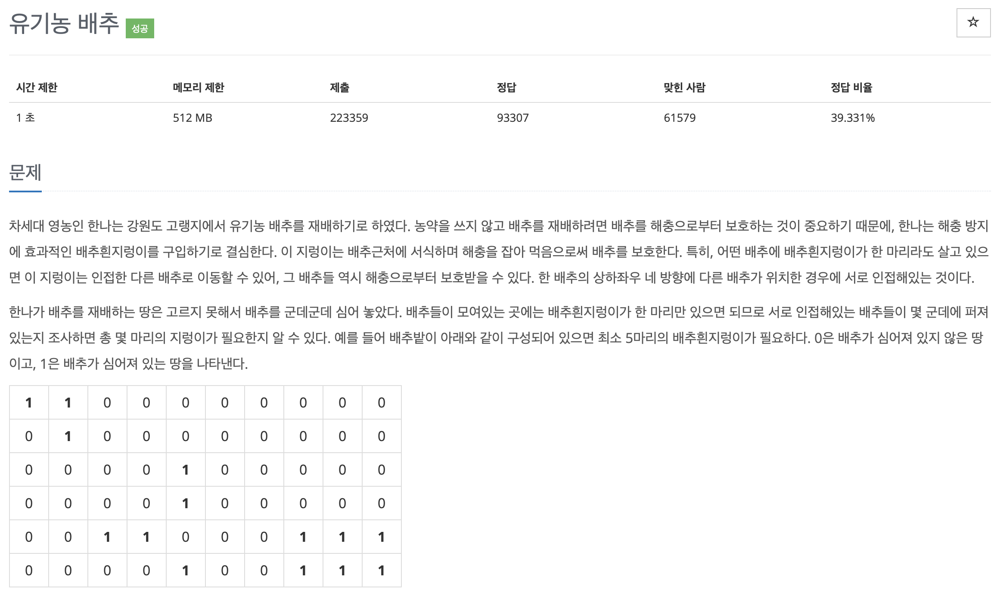 유기농 배추 성공
☆
시간 제한 메모리 제한 제출 정답 맞힌 사람 정답 비율
1 초 512 MB 223359 93307 61579 39.331%
문제
차세대 영농인 한나는 강원도 고랭지에서 유기농 배추를 재배하기로 하였다. 농약을 쓰지 않고 배추를 재배하려면 배추를 해충으로부터 보호하는 것이 중요하기 때문에, 한나는 해충 방지
에 효과적인 배추흰지렁이를 구입하기로 결심한다. 이 지렁이는 배추근처에 서식하며 해충을 잡아 먹음으로써 배추를 보호한다. 특히, 어떤 배추에 배추흰지렁이가 한 마리라도 살고 있으
면 이 지렁이는 인접한 다른 배추로 이동할 수 있어, 그 배추들 역시 해충으로부터 보호받을 수 있다. 한 배추의 상하좌우 네 방향에 다른 배추가 위치한 경우에 서로 인접해있는 것이다.
한나가 배추를 재배하는 땅은 고르지 못해서 배추를 군데군데 심어 놓았다. 배추들이 모여있는 곳에는 배추흰지렁이가 한 마리만 있으면 되므로 서로 인접해있는 배추들이 몇 군데에 퍼져
있는지 조사하면 총 몇 마리의 지렁이가 필요한지 알 수 있다. 예를 들어 배추밭이 아래와 같이 구성되어 있으면 최소 5마리의 배추흰지렁이가 필요하다. 0은 배추가 심어져 있지 않은 땅
이고, 1은 배추가 심어져 있는 땅을 나타낸다.
1 1 0 0 0 0 0 0 0 0
0 1 0 0 0 0 0 0 0 0
0 0 0 0 1 0 0 0 0 0
0 0 0 0 1 0 0 0 0 0
0 0 1 1 0 0 0 1 1 1
0 0 0 0 1 0 0 1 1 1